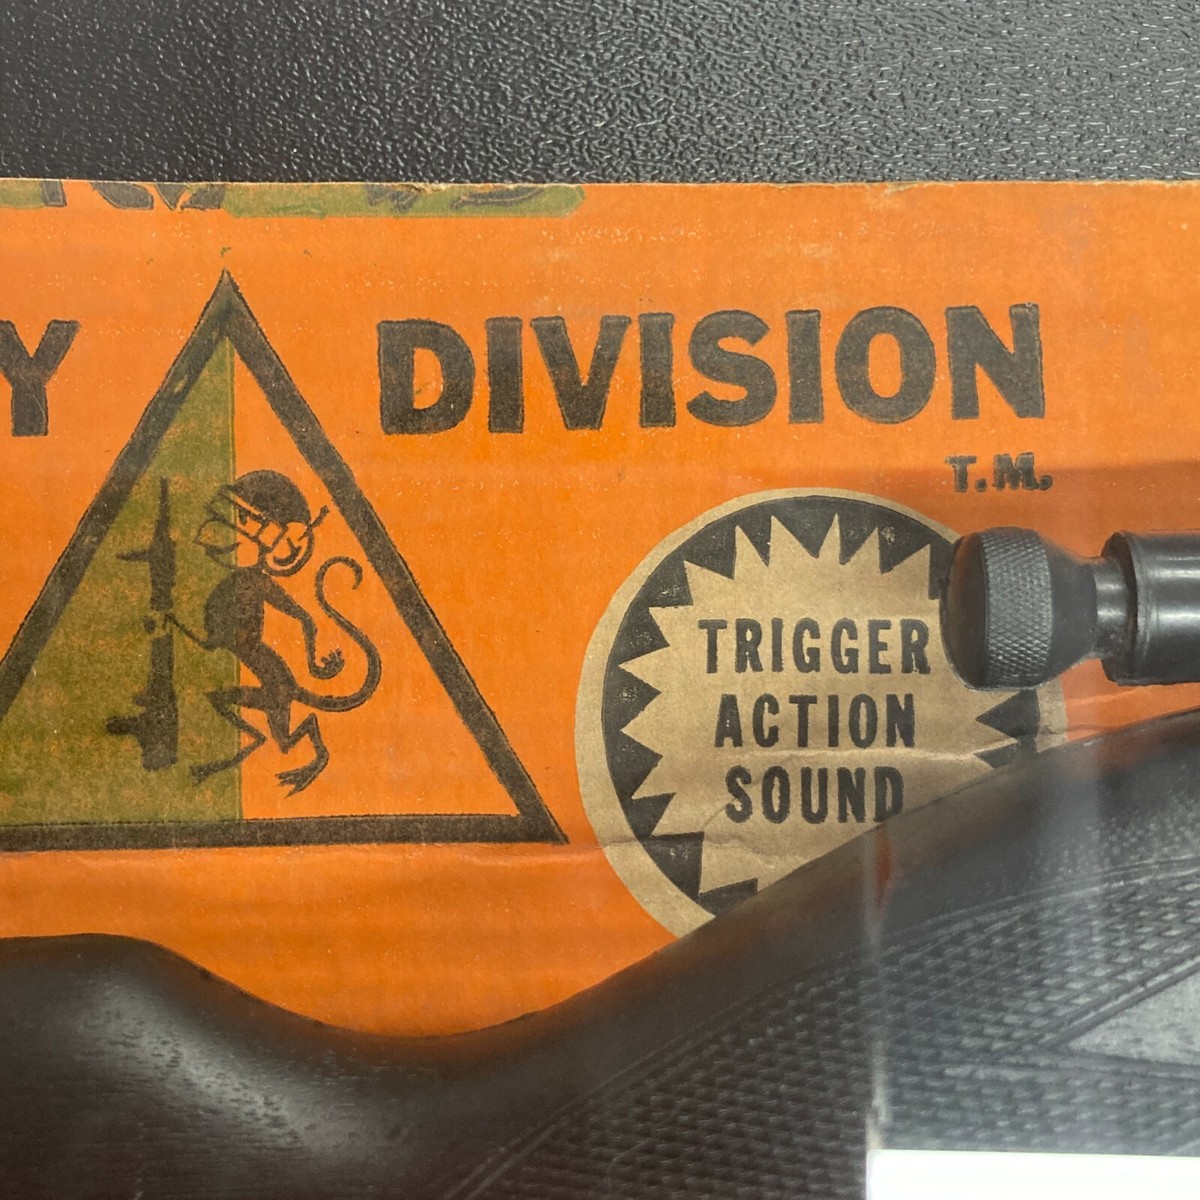 Y DIVISION
T.M.
TRIGGER
ACTION
SOUND